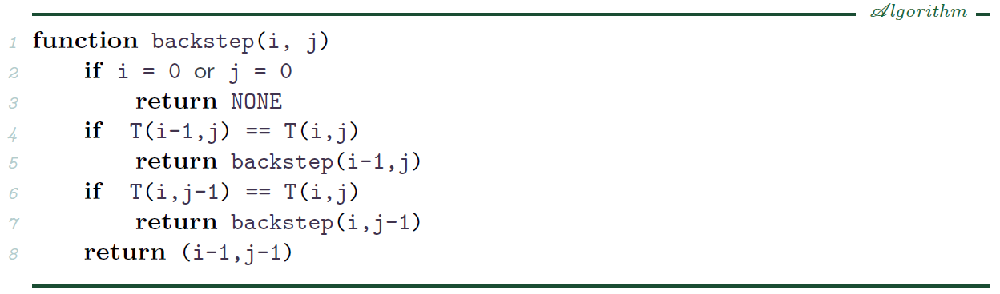 Algorithm
1 function backstep(i, j)
2 if i = 0 or j = 0
3 return NONE
4 if T(i-1,j) == T(i,j)
5 return backstep(i-1,j)
6 if T(i,j-1) == T(i,j)
7 return backstep(i,j-1)
8 return (i-1,j-1)